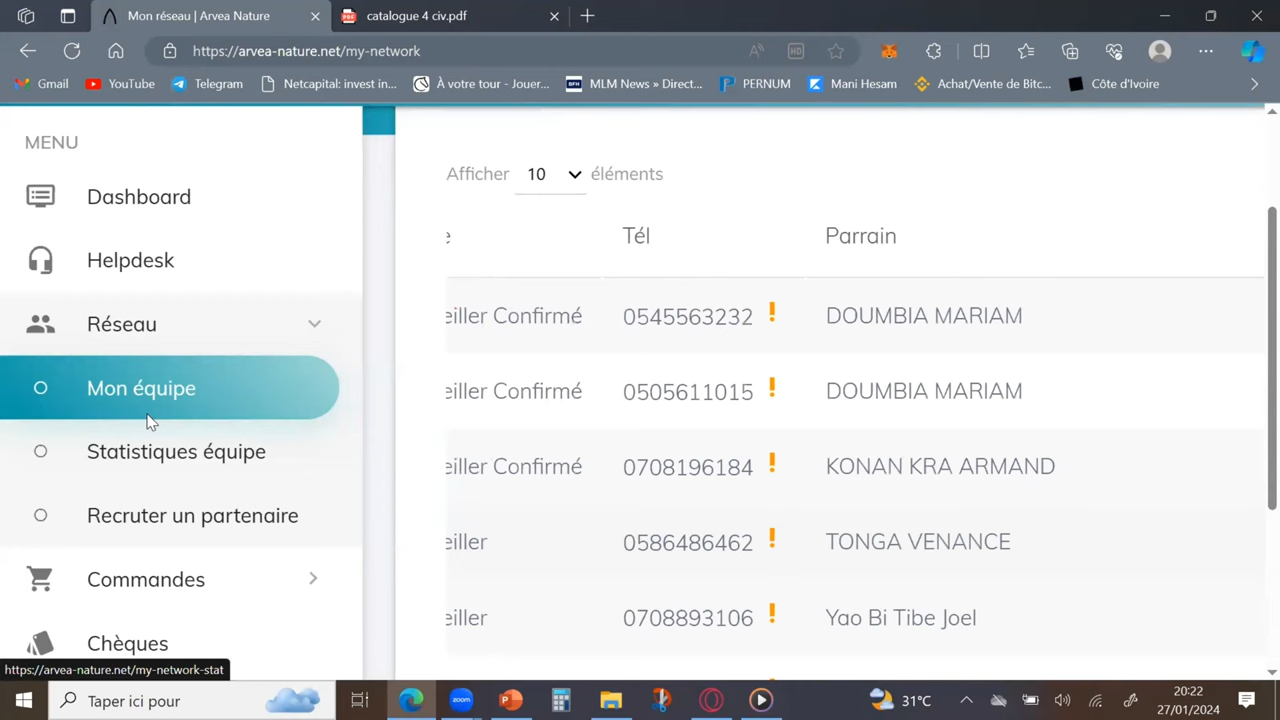 Mon réseau | Arvea Nature
catalogue 4 civ.pdf
https://arvea-nature.net/my-network
Gmail
YouTube
Telegram
Netcapital: invest in...
À votre tour - Jouer...
MLM News » Direct...
PERNUM
Mani Hesam
Achat/Vente de Bitc...
Côte d'Ivoire
MENU
Dashboard
Helpdesk
Réseau
Mon équipe
Statistiques équipe
Recruter un partenaire
Commandes
Chèques
https://arvea-nature.net/my-network-stat
Afficher 10 éléments
e Tél Parrain
eiller Confirmé 0545563232 ! DOUMBIA MARIAM
eiller Confirmé 0505611015 ! DOUMBIA MARIAM
eiller Confirmé 0708196184 ! KONAN KRA ARMAND
eiller 0586486462 ! TONGA VENANCE
eiller 0708893106 ! Yao Bi Tibe Joel
Taper ici pour
zoom
31°C
20:22
27/01/2024